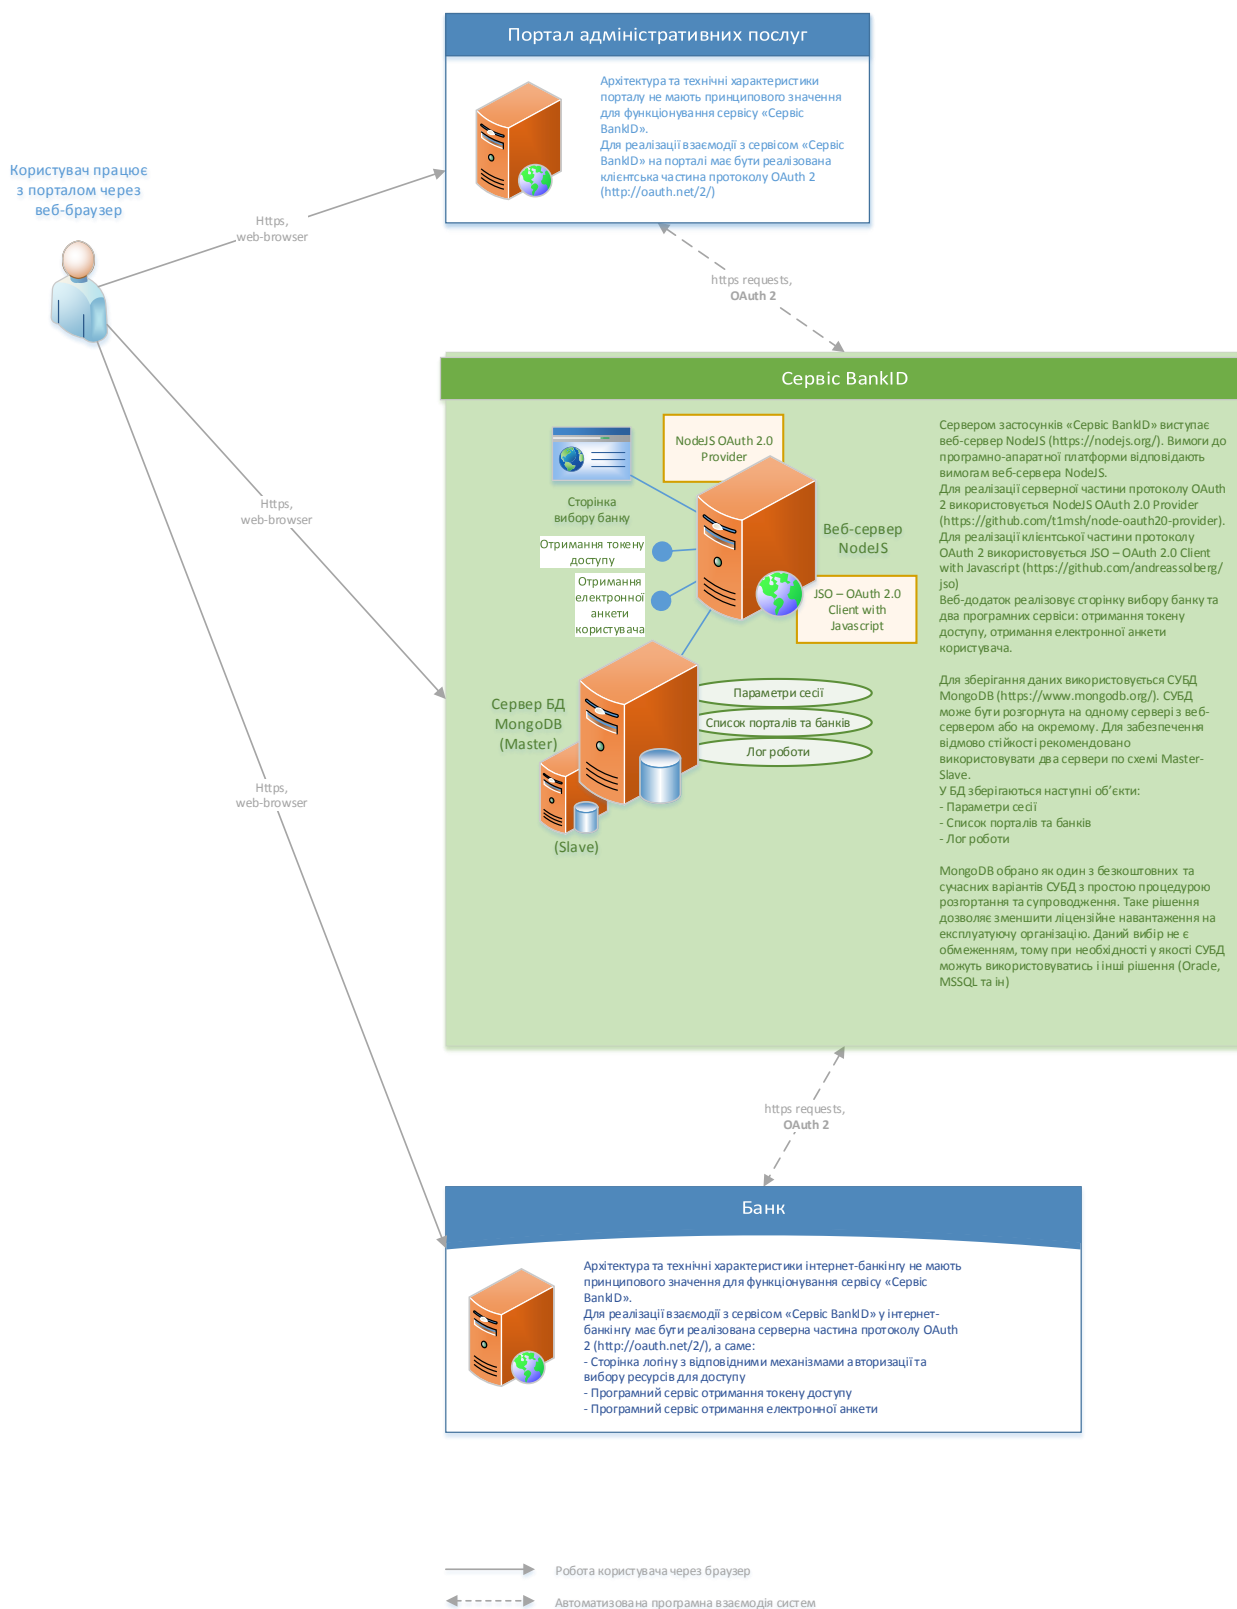 Портал адміністративних послуг
Архітектура та технічні характеристики
порталу не мають принципового значення
для функціонування сервісу «Сервіс
BankID».
Для реалізації взаємодії з сервісом «Сервіс
BankID» на порталі має бути реалізована
клієнтська частина протоколу OAuth 2
(http://oauth.net/2/)
Користувач працює
з порталом через
веб-браузер
Https,
web-browser
https requests,
OAuth 2
Сервіс BankID
NodeJS OAuth 2.0
Provider
Сторінка
вибору банку
Веб-сервер
NodeJS
Отримання токену
доступу
Отримання
електронної
анкети
користувача
JSO – OAuth 2.0
Client with
Javascript
Https,
web-browser
Сервер БД
MongoDB
(Master)
Параметри сесії
Список порталів та банків
Лог роботи
(Slave)
Сервером застосунків «Сервіс BankID» виступає
веб-сервер NodeJS (https://nodejs.org/). Вимоги до
програмно-апаратної платформи відповідають
вимогам веб-сервера NodeJS.
Для реалізації серверної частини протоколу OAuth
2 використовується NodeJS OAuth 2.0 Provider
(https://github.com/t1msh/node-oauth20-provider).
Для реалізації клієнтської частини протоколу
OAuth 2 використовується JSO – OAuth 2.0 Client
with Javascript (https://github.com/andreassolberg/
jso)
Веб-додаток реалізовує сторінку вибору банку та
два програмних сервіси: отримання токену
доступу, отримання електронної анкети
користувача.
Для зберігання даних використовується СУБД
MongoDB (https://www.mongodb.org/). СУБД
може бути розгорнута на одному сервері з веб-
сервером або на окремому. Для забезпечення
відмово стійкості рекомендовано
використовувати два сервери по схемі Master-
Slave.
У БД зберігаються наступні об’єкти:
- Параметри сесії
- Список порталів та банків
- Лог роботи
MongoDB обрано як один з безкоштовних та
сучасних варіантів СУБД з простою процедурою
розгортання та супроводження. Таке рішення
дозволяє зменшити ліцензійне навантаження на
експлуатуючу організацію. Даний вибір не є
обмеженням, тому при необхідності у якості СУБД
можуть використовуватись і інші рішення (Oracle,
MSSQL та ін)
Https,
web-browser
https requests,
OAuth 2
Банк
Архітектура та технічні характеристики інтернет-банкінгу не мають
принципового значення для функціонування сервісу «Сервіс
BankID».
Для реалізації взаємодії з сервісом «Сервіс BankID» у інтернет-
банкінгу має бути реалізована серверна частина протоколу OAuth
2 (http://oauth.net/2/), а саме:
- Сторінка логіну з відповідними механізмами авторизації та
вибору ресурсів для доступу
- Програмний сервіс отримання токену доступу
- Програмний сервіс отримання електронної анкети
Робота користувача через браузер
Автоматизована програмна взаємодія систем